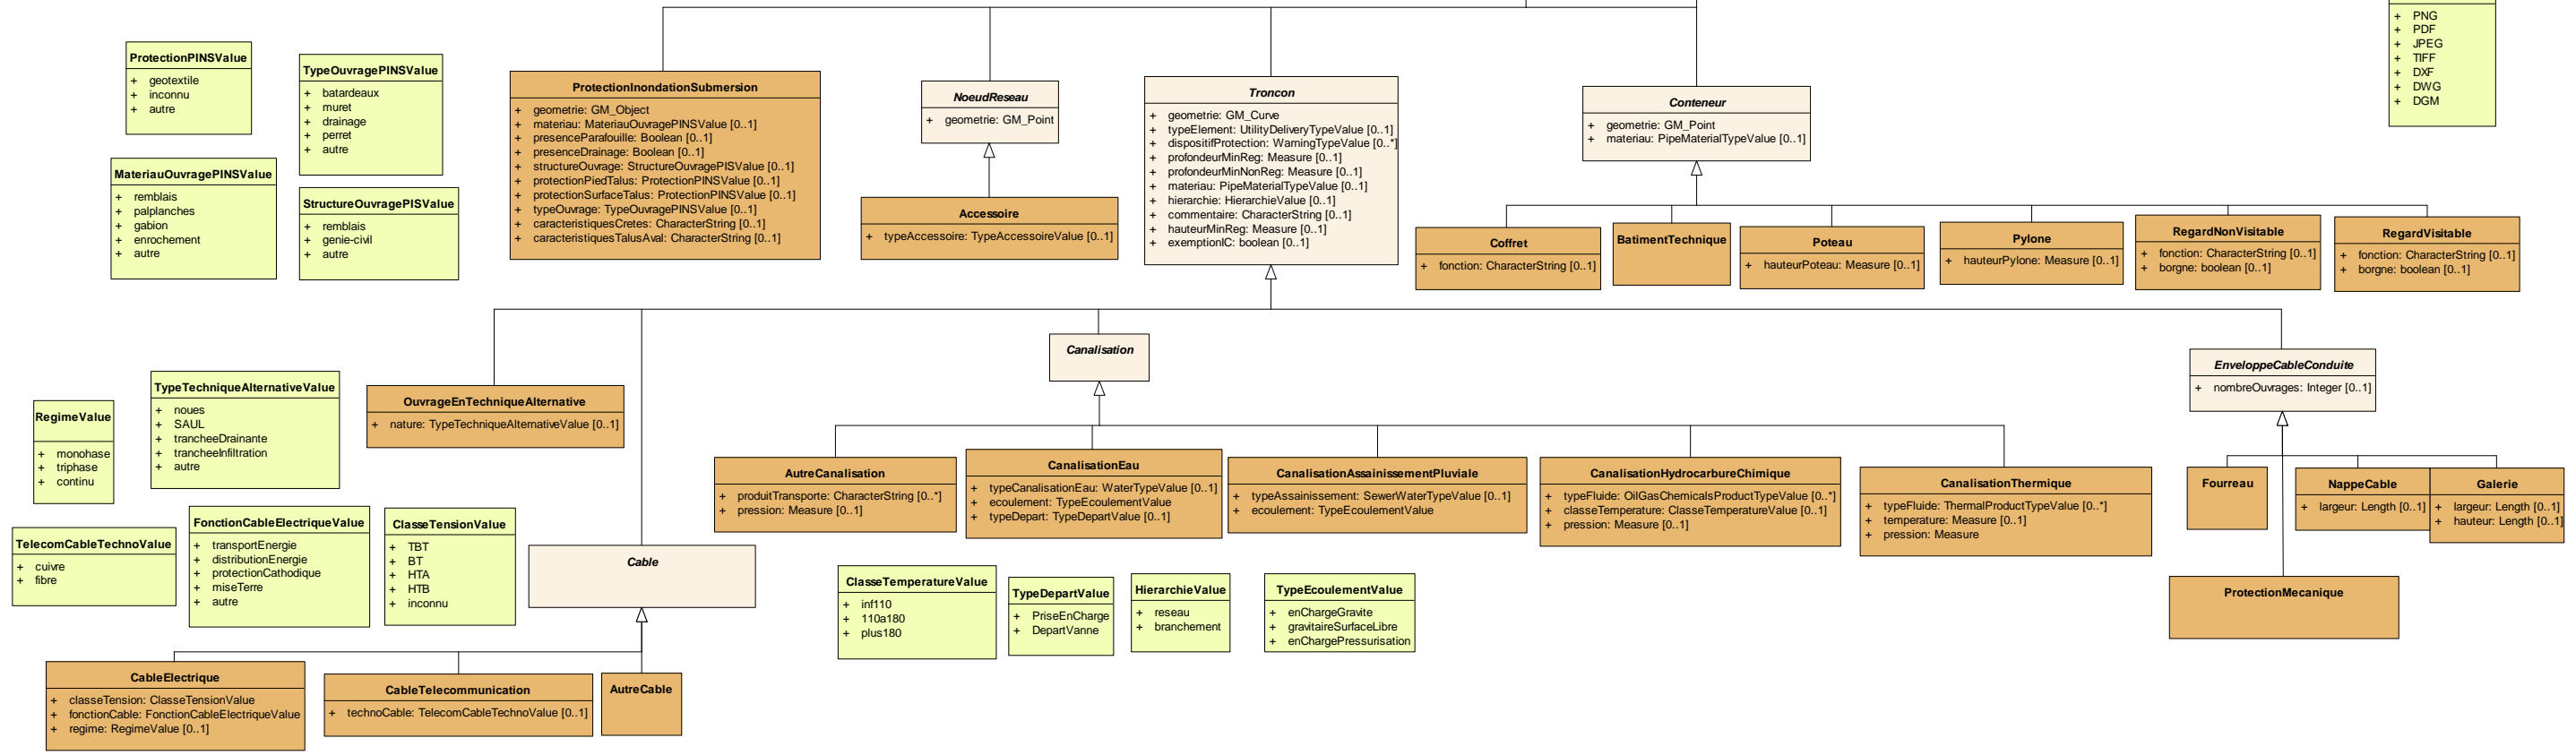 + PNG
+ PDF
+ JPEG
+ TIFF
+ DXF
+ DWG
+ DGM
ProtectionPINSValue
+ geotextile
+ inconnu
+ autre
TypeOuvragePINSValue
+ batardeaux
+ muret
+ drainage
+ perret
+ autre
MateriauOuvragePINSValue
+ remblais
+ palplanches
+ gabion
+ enrochement
+ autre
StructureOuvragePISValue
+ remblais
+ genie-civil
+ autre
ProtectionInondationSubmersion
+ geometrie: GM_Object
+ materiau: MateriauOuvragePINSValue [0..1]
+ presenceParafouille: Boolean [0..1]
+ presenceDrainage: Boolean [0..1]
+ structureOuvrage: StructureOuvragePISValue [0..1]
+ protectionPiedTalus: ProtectionPINSValue [0..1]
+ protectionSurfaceTalus: ProtectionPINSValue [0..1]
+ typeOuvrage: TypeOuvragePINSValue [0..1]
+ caracteristiquesCretes: CharacterString [0..1]
+ caracteristiquesTalusAval: CharacterString [0..1]
NoeudReseau
+ geometrie: GM_Point
Accessoire
+ typeAccessoire: TypeAccessoireValue [0..1]
Troncon
+ geometrie: GM_Curve
+ typeElement: UtilityDeliveryTypeValue [0..1]
+ dispositifProtection: WarningTypeValue [0..*]
+ profondeurMinReg: Measure [0..1]
+ profondeurMinNonReg: Measure [0..1]
+ materiau: PipeMaterialTypeValue [0..1]
+ hierarchie: HierarchieValue [0..1]
+ commentaire: CharacterString [0..1]
+ hauteurMinReg: Measure [0..1]
+ exemptionIC: boolean [0..1]
Conteneur
+ geometrie: GM_Point
+ materiau: PipeMaterialTypeValue [0..1]
Coffret
+ fonction: CharacterString [0..1]
BatimentTechnique
Poteau
+ hauteurPoteau: Measure [0..1]
Pylone
+ hauteurPylone: Measure [0..1]
RegardNonVisitable
+ fonction: CharacterString [0..1]
+ borgne: boolean [0..1]
RegardVisitable
+ fonction: CharacterString [0..1]
+ borgne: boolean [0..1]
Canalisation
EnveloppeCableConduite
+ nombreOuvrages: Integer [0..1]
RegimeValue
+ monohase
+ triphase
+ continu
TypeTechniqueAlternativeValue
+ noues
+ SAUL
+ trancheeDrainante
+ trancheeInfiltration
+ autre
OuvrageEnTechniqueAlternative
+ nature: TypeTechniqueAlternativeValue [0..1]
AutreCanalisation
+ produitTransporte: CharacterString [0..*]
+ pression: Measure [0..1]
CanalisationEau
+ typeCanalisationEau: WaterTypeValue [0..1]
+ ecoulement: TypeEcoulementValue
+ typeDepart: TypeDepartValue [0..1]
CanalisationAssainissementPluviale
+ typeAssainissement: SewerWaterTypeValue [0..1]
+ ecoulement: TypeEcoulementValue
CanalisationHydrocarbureChimique
+ typeFluide: OilGasChemicalsProductTypeValue [0..*]
+ classeTemperature: ClasseTemperatureValue [0..1]
+ pression: Measure [0..1]
CanalisationThermique
+ typeFluide: ThermalProductTypeValue [0..*]
+ temperature: Measure [0..1]
+ pression: Measure
Fourreau
NappeCable
+ largeur: Length [0..1]
Galerie
+ largeur: Length [0..1]
+ hauteur: Length [0..1]
TelecomCableTechnoValue
+ cuivre
+ fibre
FonctionCableElectriqueValue
+ transportEnergie
+ distributionEnergie
+ protectionCathodique
+ miseTerre
+ autre
ClasseTensionValue
+ TBT
+ BT
+ HTA
+ HTB
+ inconnu
Cable
ClasseTemperatureValue
+ inf110
+ 110a180
+ plus180
TypeDepartValue
+ PriseEnCharge
+ DepartVanne
HierarchieValue
+ reseau
+ branchement
TypeEcoulementValue
+ enChargeGravite
+ gravitaireSurfaceLibre
+ enChargePressurisation
ProtectionMecanique
CableElectrique
+ classeTension: ClasseTensionValue
+ fonctionCable: FonctionCableElectriqueValue
+ regime: RegimeValue [0..1]
CableTelecommunication
+ technoCable: TelecomCableTechnoValue [0..1]
AutreCable